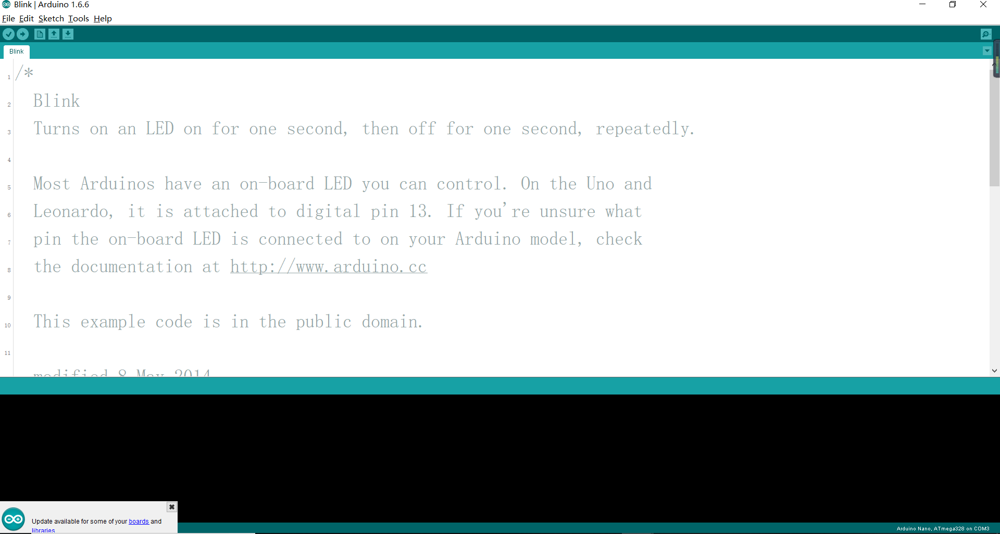 Blink | Arduino 1.6.6
File Edit Sketch Tools Help
Blink
1 /*
2 Blink
3 Turns on an LED on for one second, then off for one second, repeatedly.
4
5 Most Arduinos have an on-board LED you can control. On the Uno and
6 Leonardo, it is attached to digital pin 13. If you're unsure what
7 pin the on-board LED is connected to on your Arduino model, check
8 the documentation at http://www.arduino.cc
9
10 This example code is in the public domain.
11
modified 8 May 2014
Update available for some of your boards and
libraries
Arduino Nano, ATmega328 on COM3